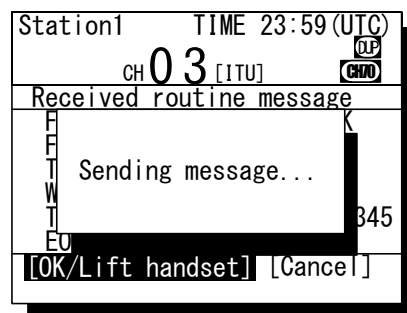 Station1 TIME 23:59(UTC)
DUP
CH 03 [ITU] CH70
Received routine message
Sending message...
345
EO
[OK/Lift handset] [Cancel]